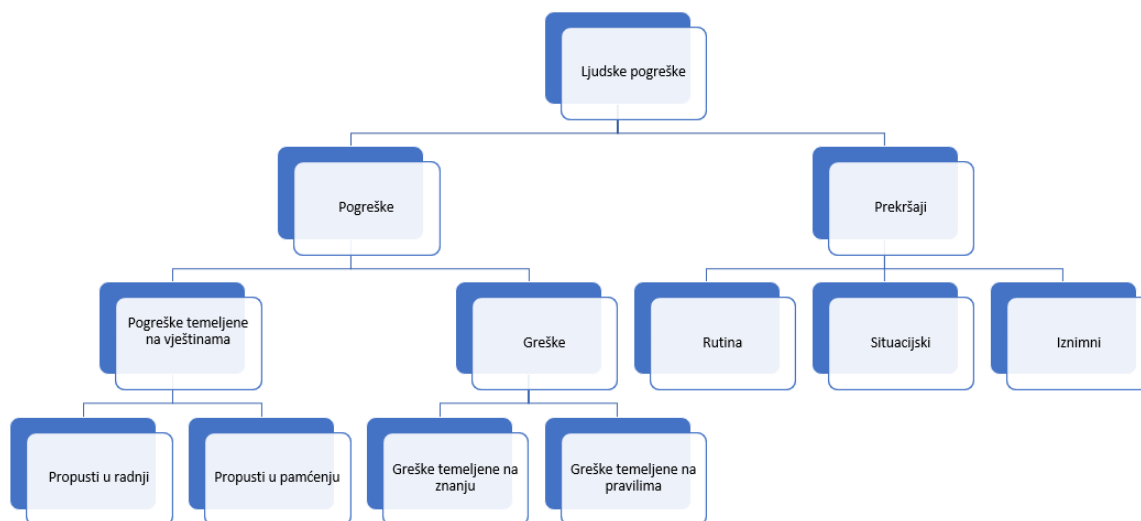 Ljudske pogreške
Pogreške
Prekršaji
Pogreške temeljene
na vještinama
Greške
Rutina
Situacijski
Iznimni
Propusti u radnji
Propusti u pamćenju
Greške temeljene na
znanju
Greške temeljene na
pravilima